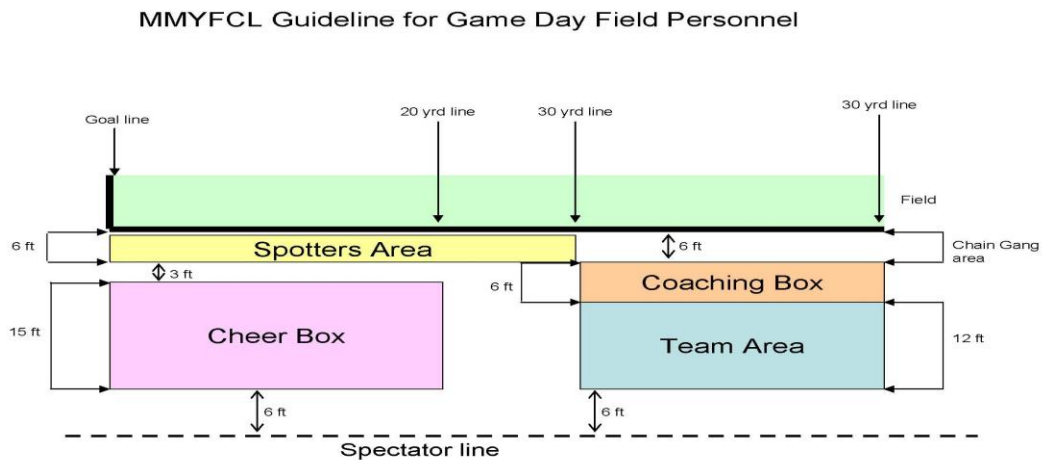 MMYFCL Guideline for Game Day Field Personnel
Goal line
20 yrd line
30 yrd line
30 yrd line
Field
6 ft
Spotters Area
6 ft
Chain Gang
area
3 ft
6 ft
Coaching Box
15 ft
Cheer Box
Team Area
12 ft
6 ft
6 ft
Spectator line